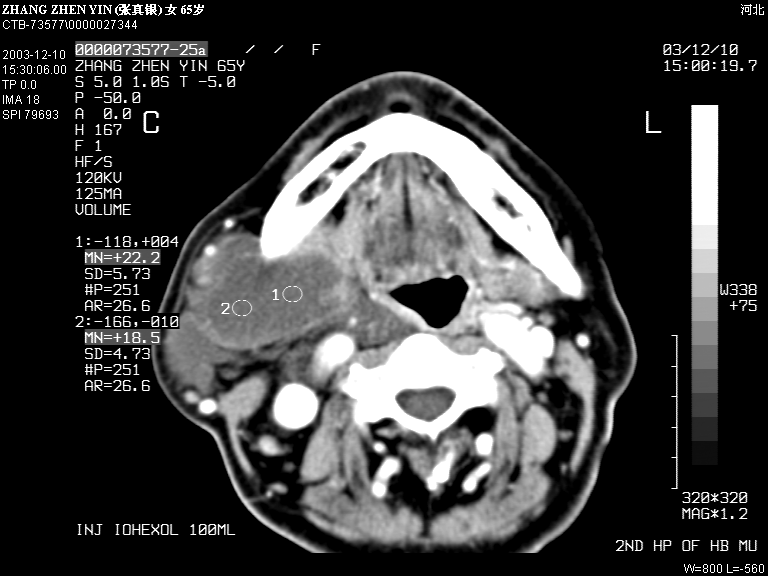 ZHANG ZHEN YIN (张真银) 女 65岁
河北
CTB-73577\0000027344
2003-12-10
15:30:06.00
TP 0.0
IMA 18
SPI 79693
0000073577-25a / / F
03/12/10
ZHANG ZHEN YIN 65Y
15:00:19.7
S 5.0 1.0S T -5.0
P -50.0
A 0.0
H 167
F 1
HF/S
120KV
125MA
VOLUME
C
L
1:-118,+004
MN=+22.2
SD=5.73
#P=251
AR=26.6
2:-166,-010
MN=+18.5
SD=4.73
#P=251
AR=26.6
1
2
W338
+75
320*320
MAG*1.2
INJ IOHEXOL 100ML
2ND HP OF HB MU
W=800 L=-560